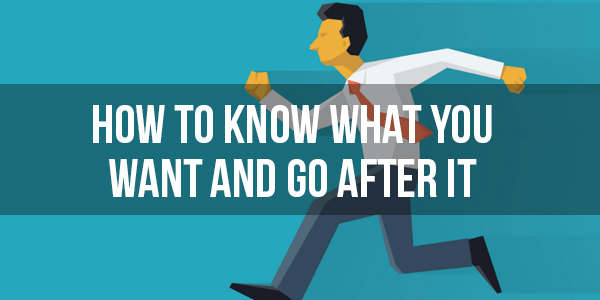 HOW TO KNOW WHAT YOU
WANT AND GO AFTER IT